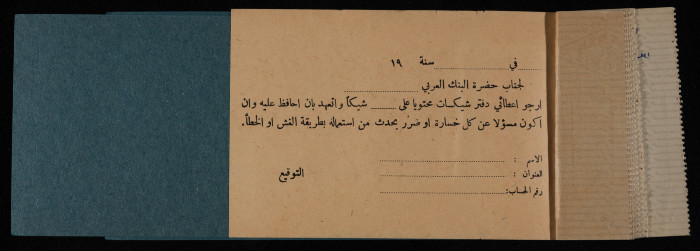 في ............ سنة ١٩
لجناب حضرة البنك العربي ............
ارجو اعطائي دفتر شيكات محتويا على ______ شيكاً واتعهد بان احافظ عليه وان
اكون مسؤلا عن كل خسارة او ضرر يحدث من استعماله بطريقة الغش او الخطأ.
الاسم : ............
العنوان : ............ التوقيع
رقم الحساب: ............